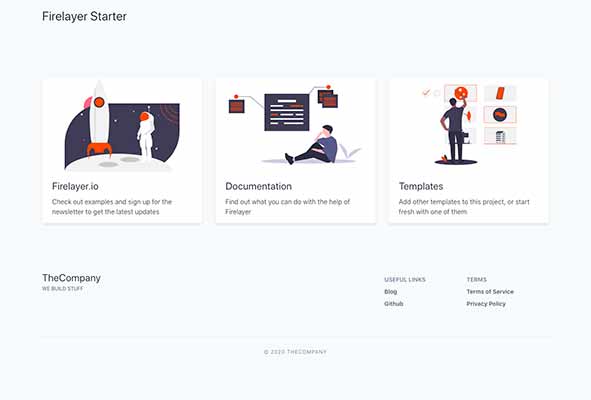 Firelayer Starter
Firelayer.io
Check out examples and sign up for the
newsletter to get the latest updates
Documentation
Find out what you can do with the help of
Firelayer
Templates
Add other templates to this project, or start
fresh with one of them
TheCompany
WE BUILD STUFF
USEFUL LINKS
Blog
Github
TERMS
Terms of Service
Privacy Policy
© 2020 THECOMPANY